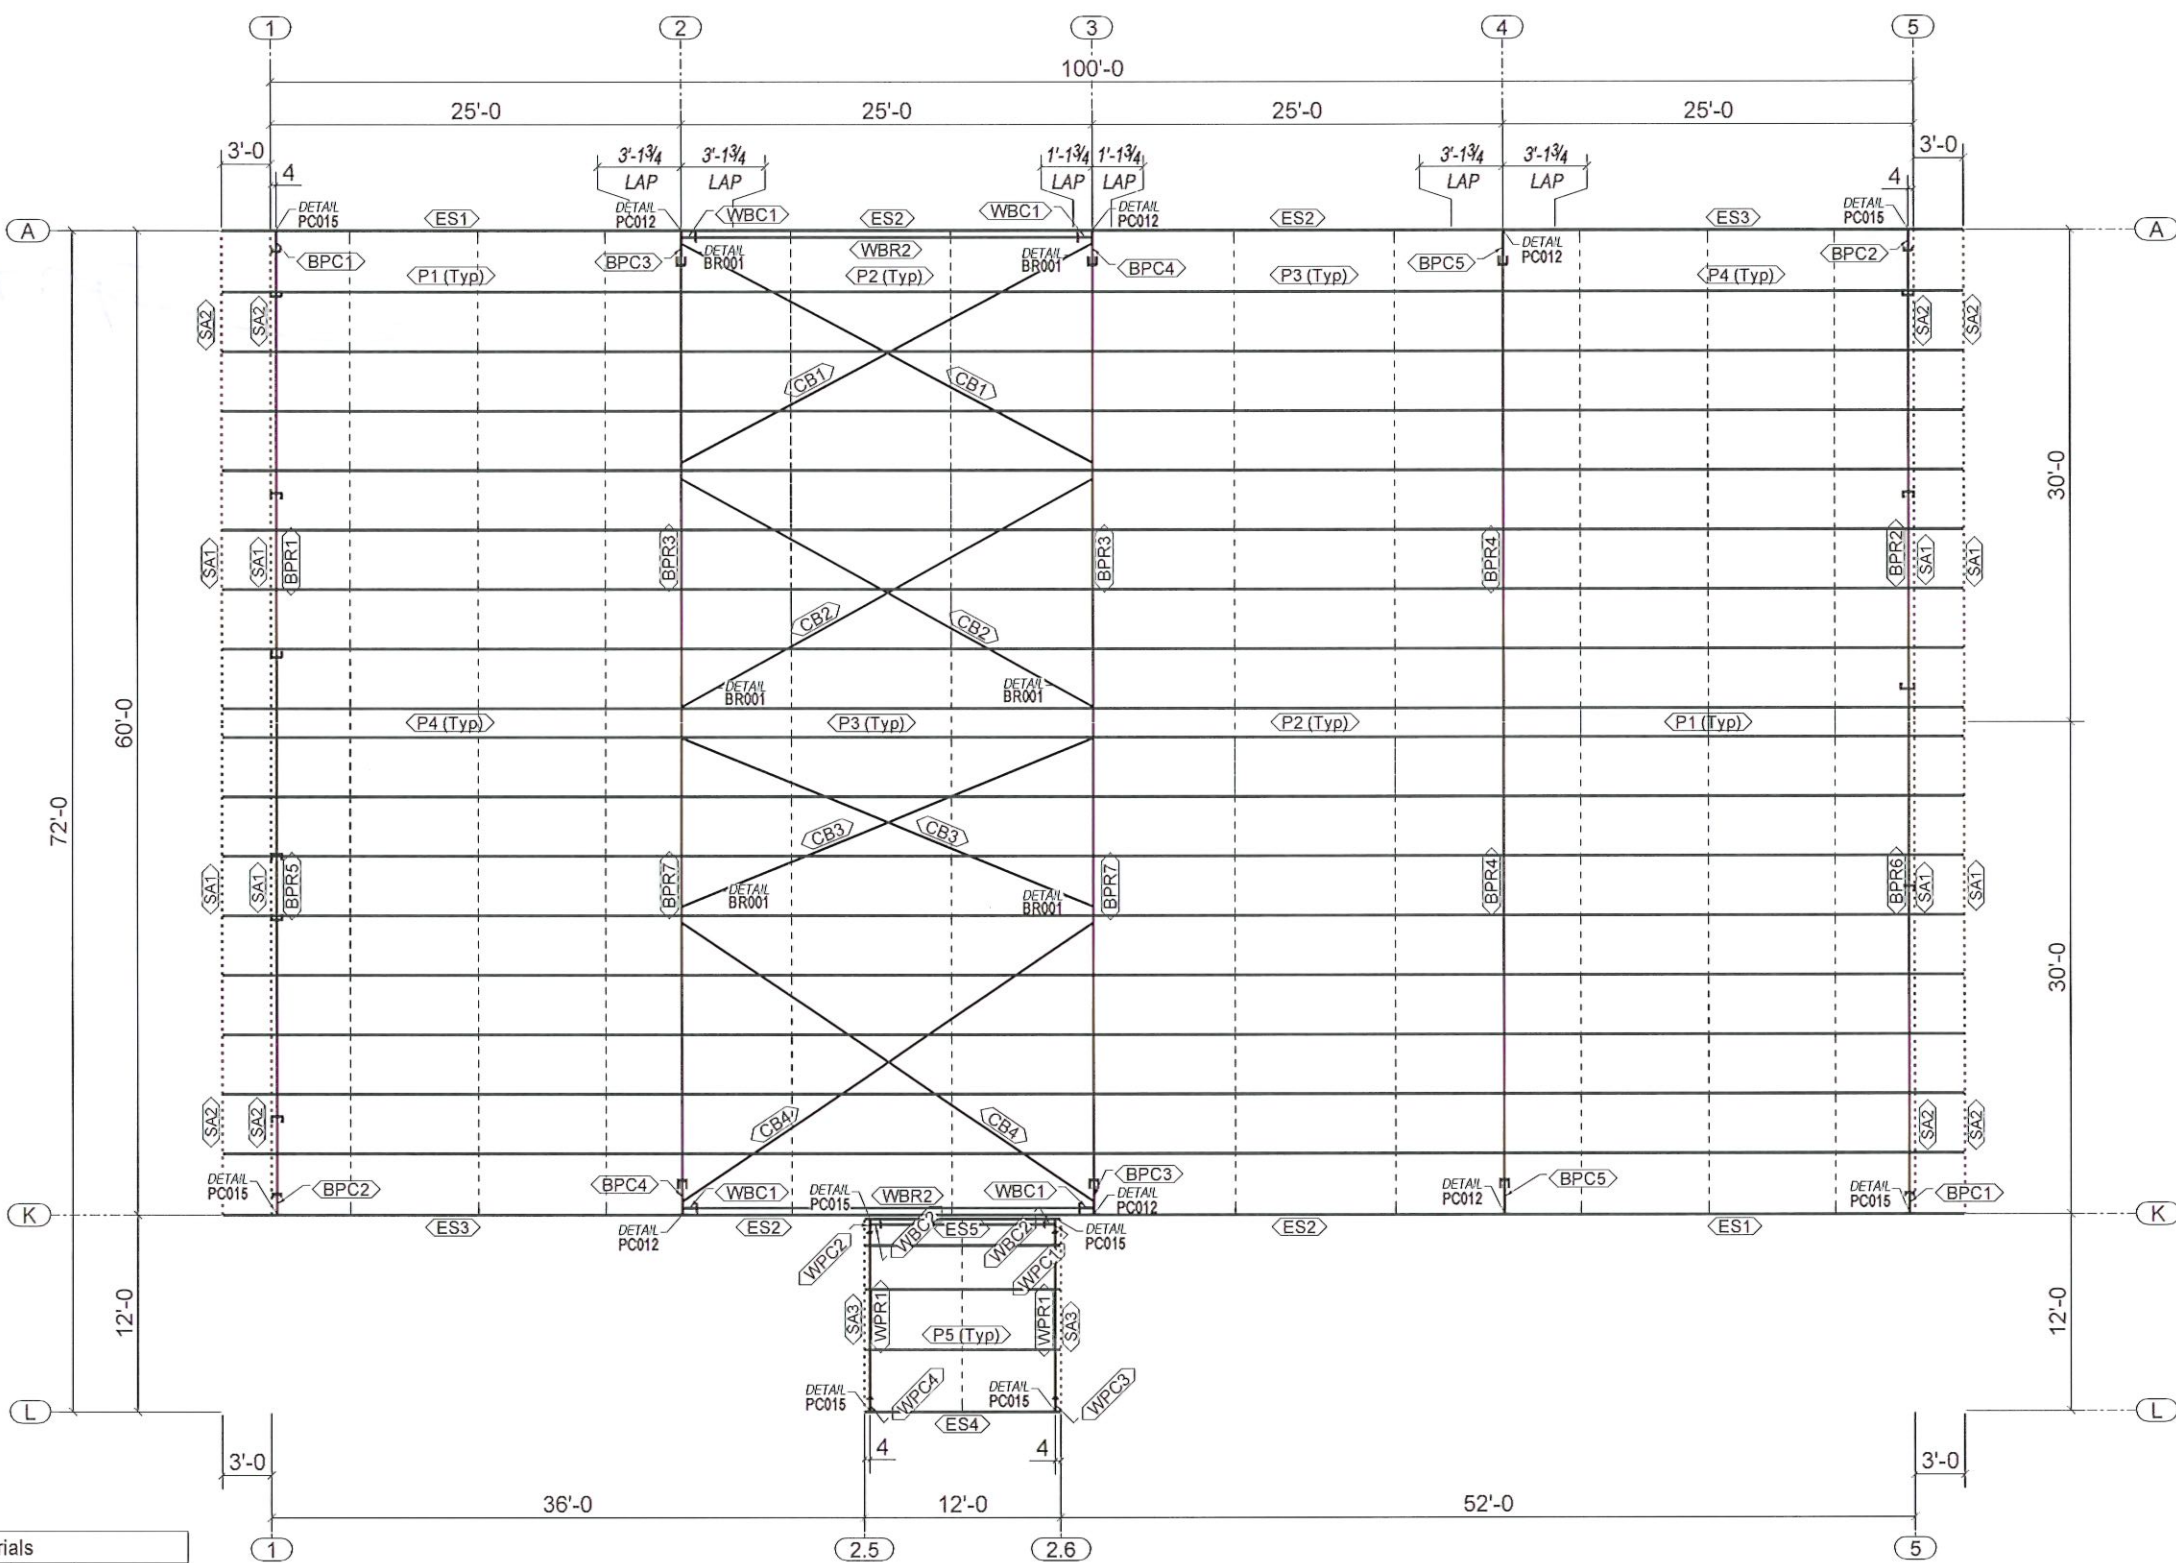 1 2 3 4 5
100'-0
25'-0 25'-0 25'-0 25'-0
3'-0 3'-1¾ 3'-1¾ 1'-1¾ 1'-1¾ 3'-1¾ 3'-1¾ 3'-0
LAP LAP LAP LAP LAP LAP
4 4
DETAIL PC015 ES1 DETAIL PC012 WBC1 ES2 WBC1 DETAIL PC012 ES2 ES3 DETAIL PC015
A A
WBR2
BPC1 BPC3 DETAIL BR001 DETAIL BR001 BPC4 BPC5 DETAIL PC012 BPC2
P1 (Typ) P2 (Typ) P3 (Typ) P4 (Typ)
SA2 SA2 SA2 SA2
CB1 CB1
30'-0
SA1 SA1 BPR1 BPR3 BPR3 BPR4 BPR2 SA1 SA1
CB2 CB2
DETAIL BR001 DETAIL BR001
60'-0
P4 (Typ) P3 (Typ) P2 (Typ) P1 (Typ)
72'-0
CB3 CB3
SA1 SA1 BPR5 BPR7 BPR7 BPR4 BPR6 SA1 SA1
DETAIL BR001 DETAIL BR001
30'-0
CB4 CB4
SA2 SA2 SA2 SA2
DETAIL PC015 BPC2 BPC4 WBC1 DETAIL PC015 WBR2 WBC1 BPC3 DETAIL PC012 DETAIL PC012 BPC5 DETAIL PC015 BPC1
K K
ES3 DETAIL PC012 ES2 WBC2 ES5 WBC2 DETAIL PC015 ES2 ES1
WPC2 WPC1
12'-0 SA3 WPR1 WPR1 SA3 12'-0
P5 (Typ)
DETAIL PC015 WPC4 DETAIL PC015 WPC3
L L
ES4
4 4
3'-0 3'-0
36'-0 12'-0 52'-0
rials
1 2.5 2.6 5